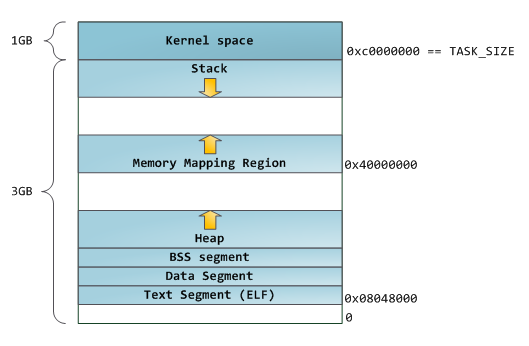 1GB
Kernel space
0xc0000000 == TASK_SIZE
Stack
Memory Mapping Region
0x40000000
3GB
Heap
BSS segment
Data Segment
Text Segment (ELF)
0x08048000
0